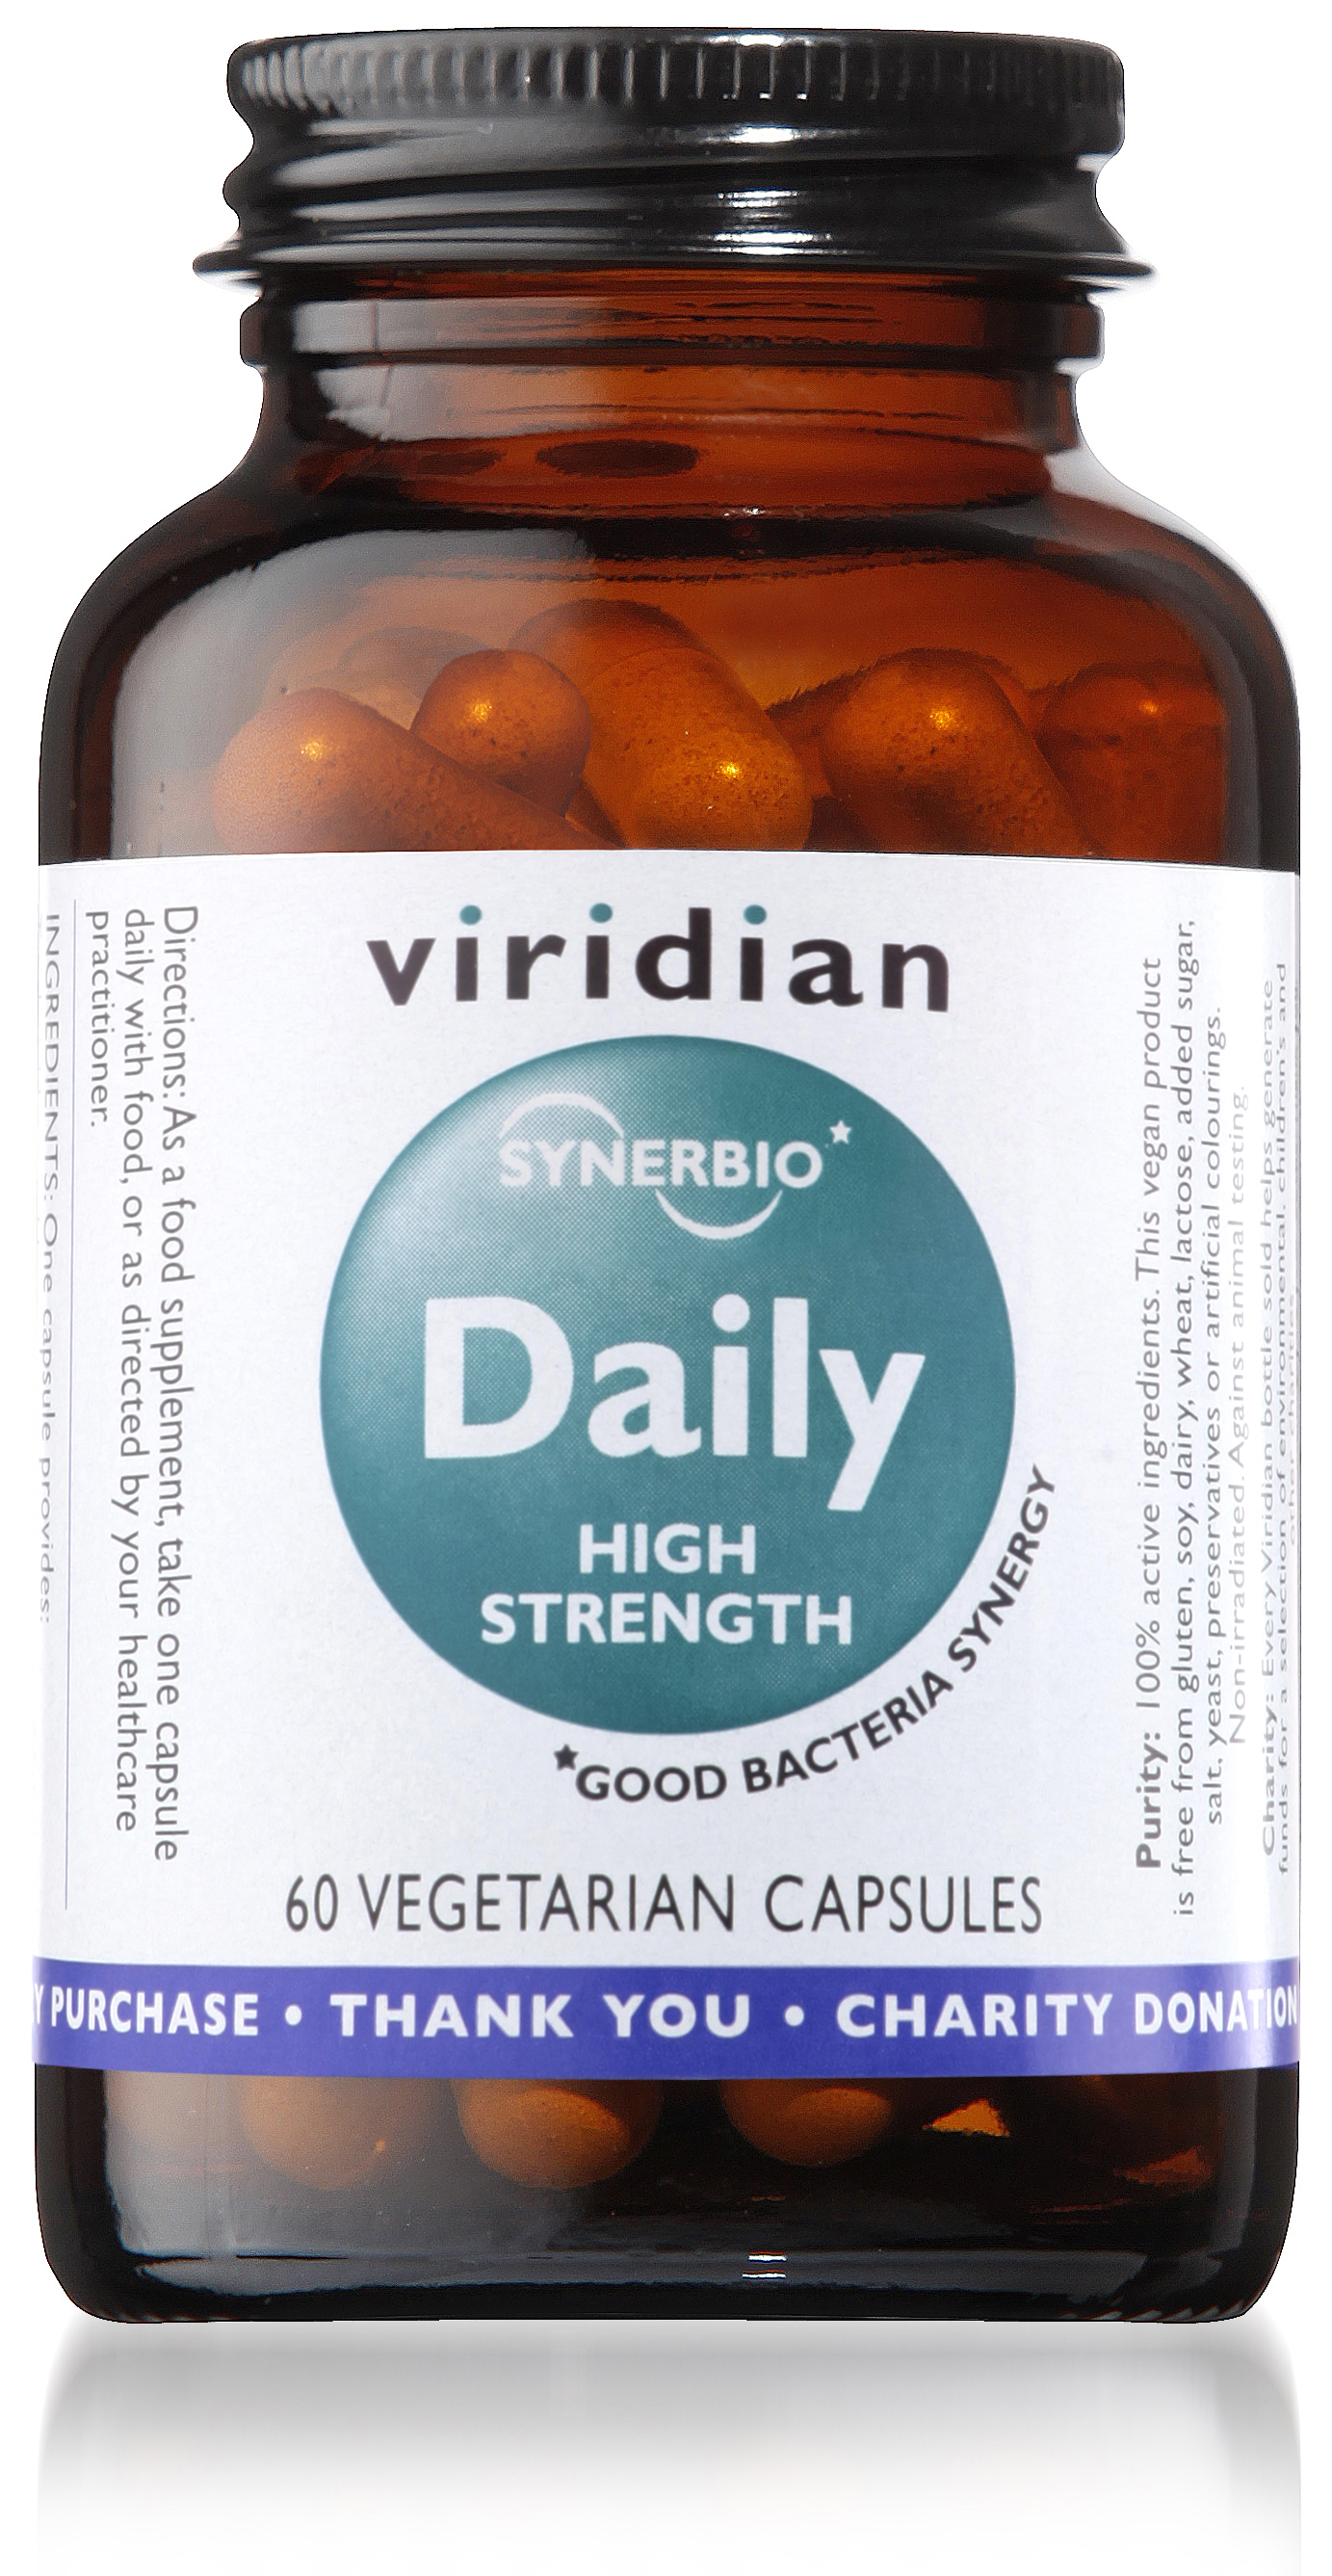 viridian
SYNERBIO*
Daily
HIGH
STRENGTH
*GOOD BACTERIA SYNERGY
60 VEGETARIAN CAPSULES
Y PURCHASE • THANK YOU • CHARITY DONATION
Directions: As a food supplement, take one capsule
daily with food, or as directed by your healthcare
practitioner.
INGREDIENTS: One capsule provides:
Purity: 100% active ingredients. This vegan product
is free from gluten, soy, dairy, wheat, lactose, added sugar,
salt, yeast, preservatives or artificial colourings.
Non-irradiated. Against animal testing.
Charity: Every Viridian bottle sold helps generate
funds for a selection of environmental, children's and
other charities